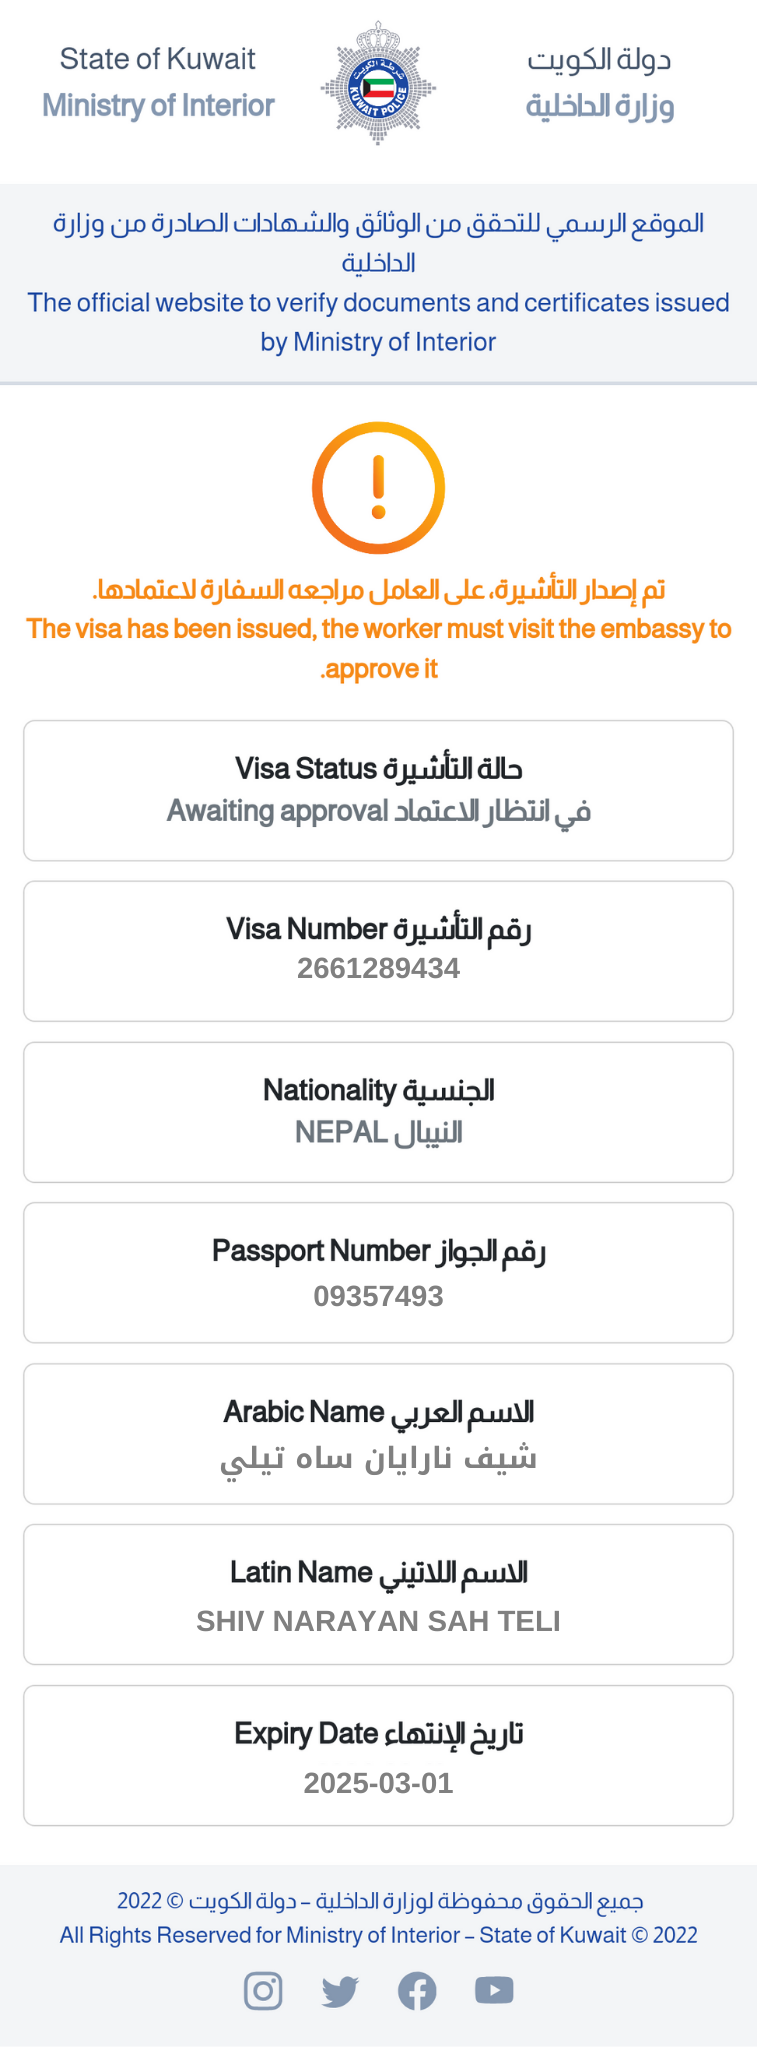 State of Kuwait
Ministry of Interior
شرطة الكويت
KUWAIT POLICE
دولة الكويت
وزارة الداخلية
الموقع الرسمي للتحقق من الوثائق والشهادات الصادرة من وزارة
الداخلية
The official website to verify documents and certificates issued
by Ministry of Interior
تم إصدار التأشيرة، على العامل مراجعه السفارة لاعتمادها.
The visa has been issued, the worker must visit the embassy to
.approve it
Visa Status حالة التأشيرة
Awaiting approval في انتظار الاعتماد
Visa Number رقم التأشيرة
2661289434
Nationality الجنسية
NEPAL النيبال
Passport Number رقم الجواز
09357493
Arabic Name الاسم العربي
شيف نارايان ساه تيلي
Latin Name الاسم اللاتيني
SHIV NARAYAN SAH TELI
Expiry Date تاريخ الإنتهاء
2025-03-01
جميع الحقوق محفوظة لوزارة الداخلية – دولة الكويت © 2022
All Rights Reserved for Ministry of Interior – State of Kuwait © 2022